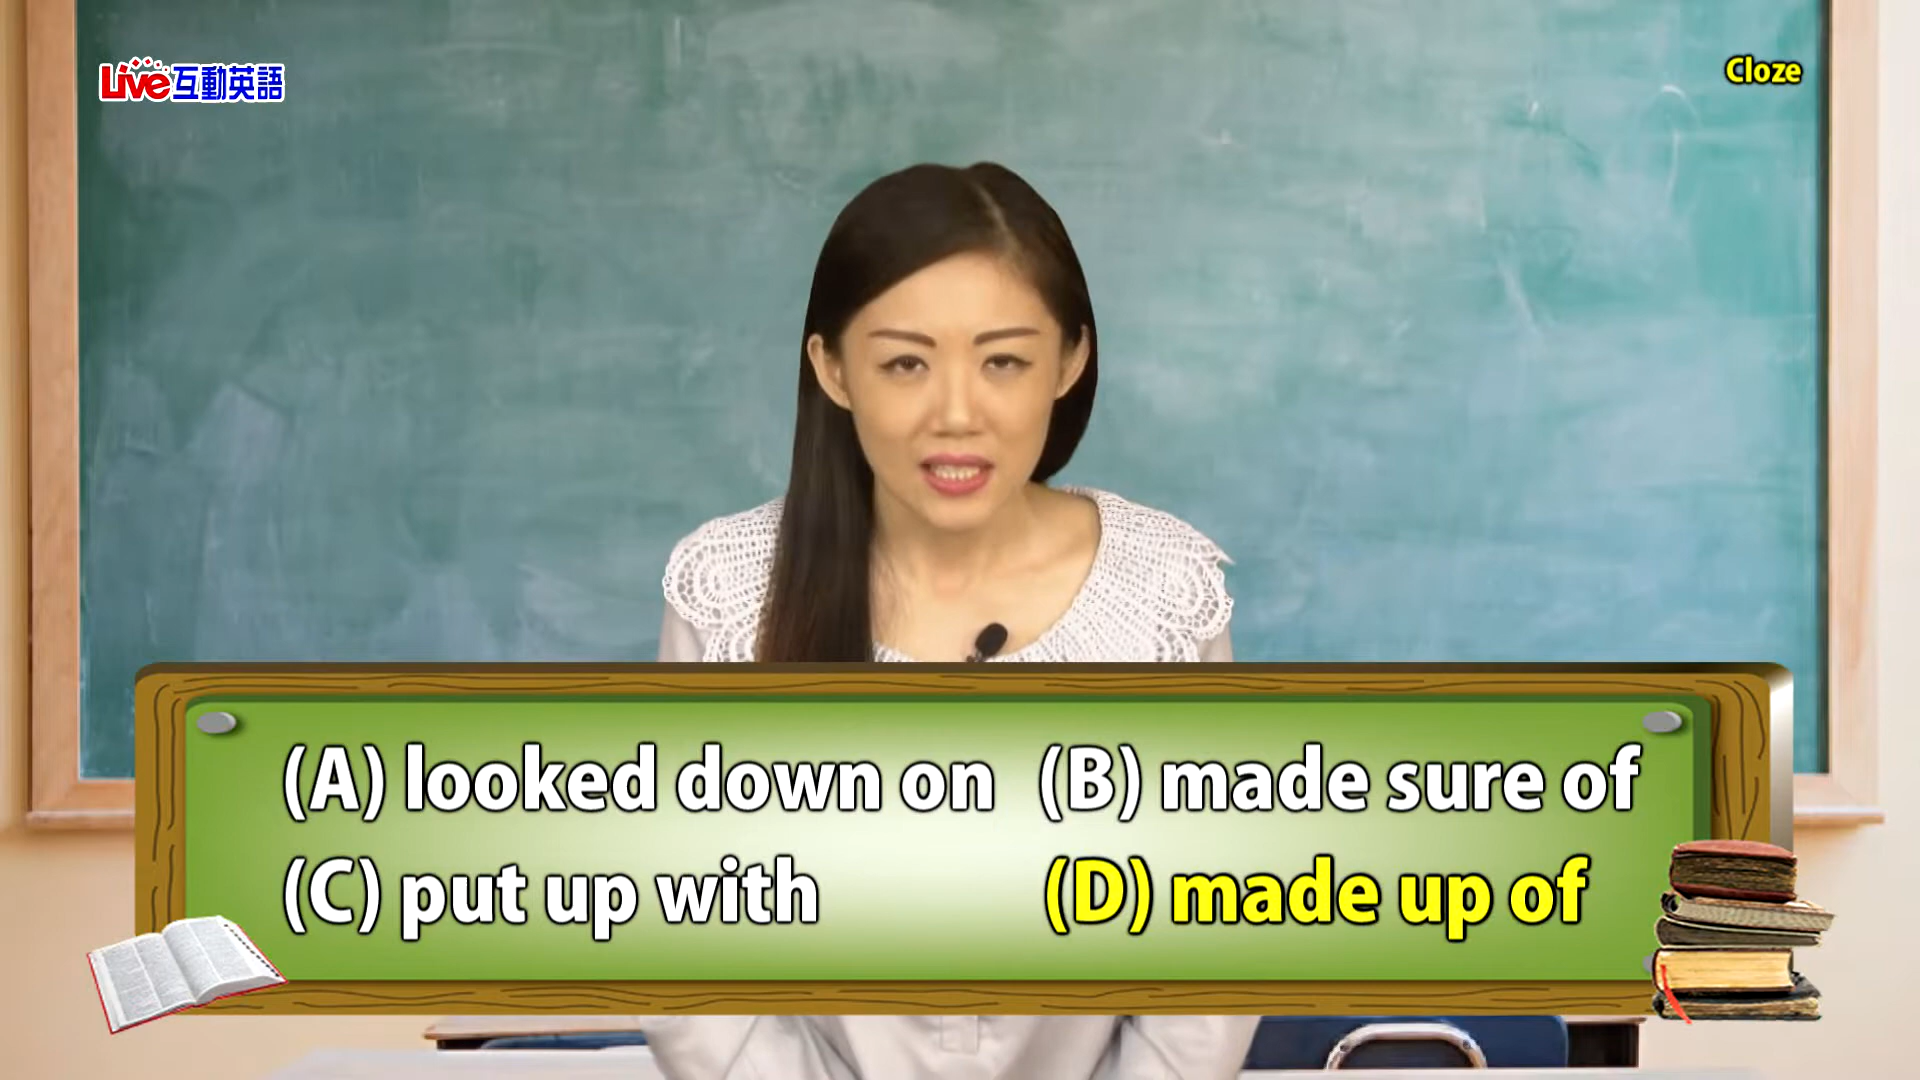 Live互動英語
Cloze
(A) looked down on (B) made sure of
(C) put up with (D) made up of